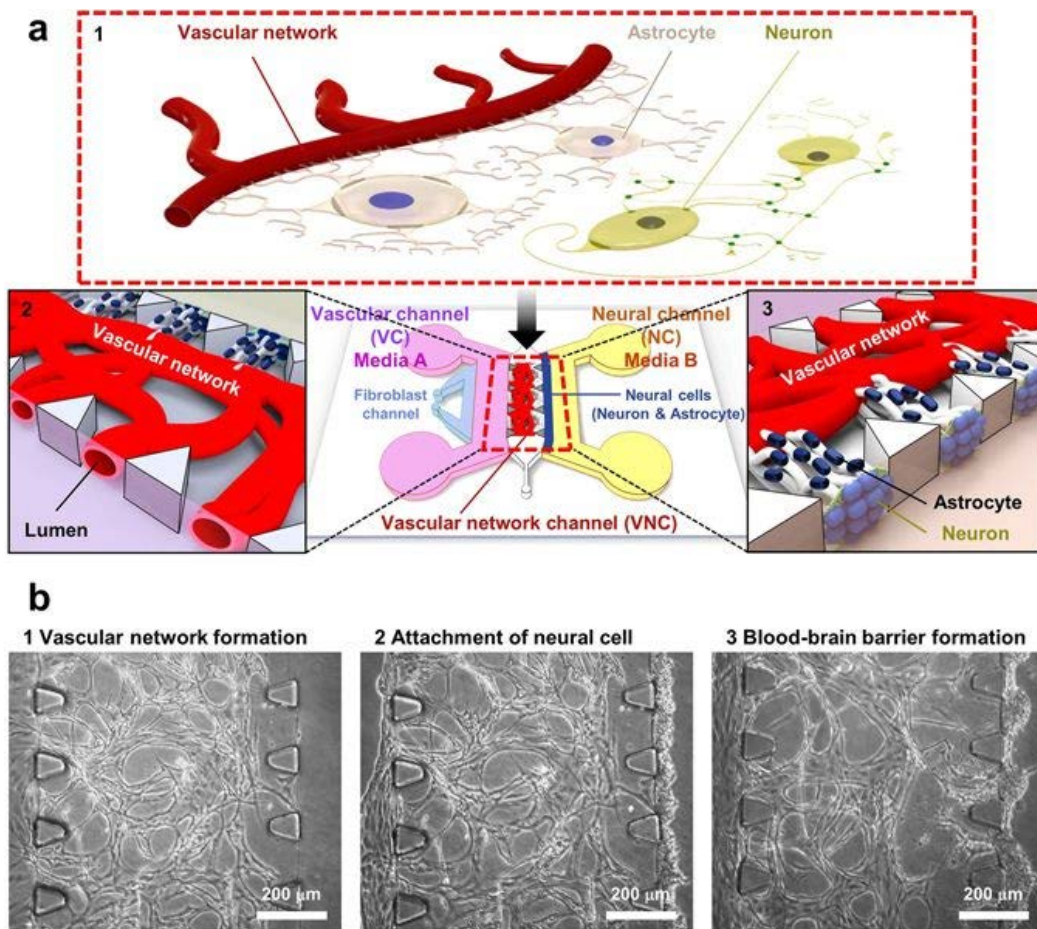 a
1
Vascular network
Astrocyte
Neuron
2
Vascular network
Lumen
Vascular channel
(VC)
Media A
Fibroblast
channel
Neural channel
(NC)
Media B
Neural cells
(Neuron & Astrocyte)
Vascular network channel (VNC)
3
Vascular network
Astrocyte
Neuron
b
1 Vascular network formation
2 Attachment of neural cell
3 Blood-brain barrier formation
200 μm
200 μm
200 μm